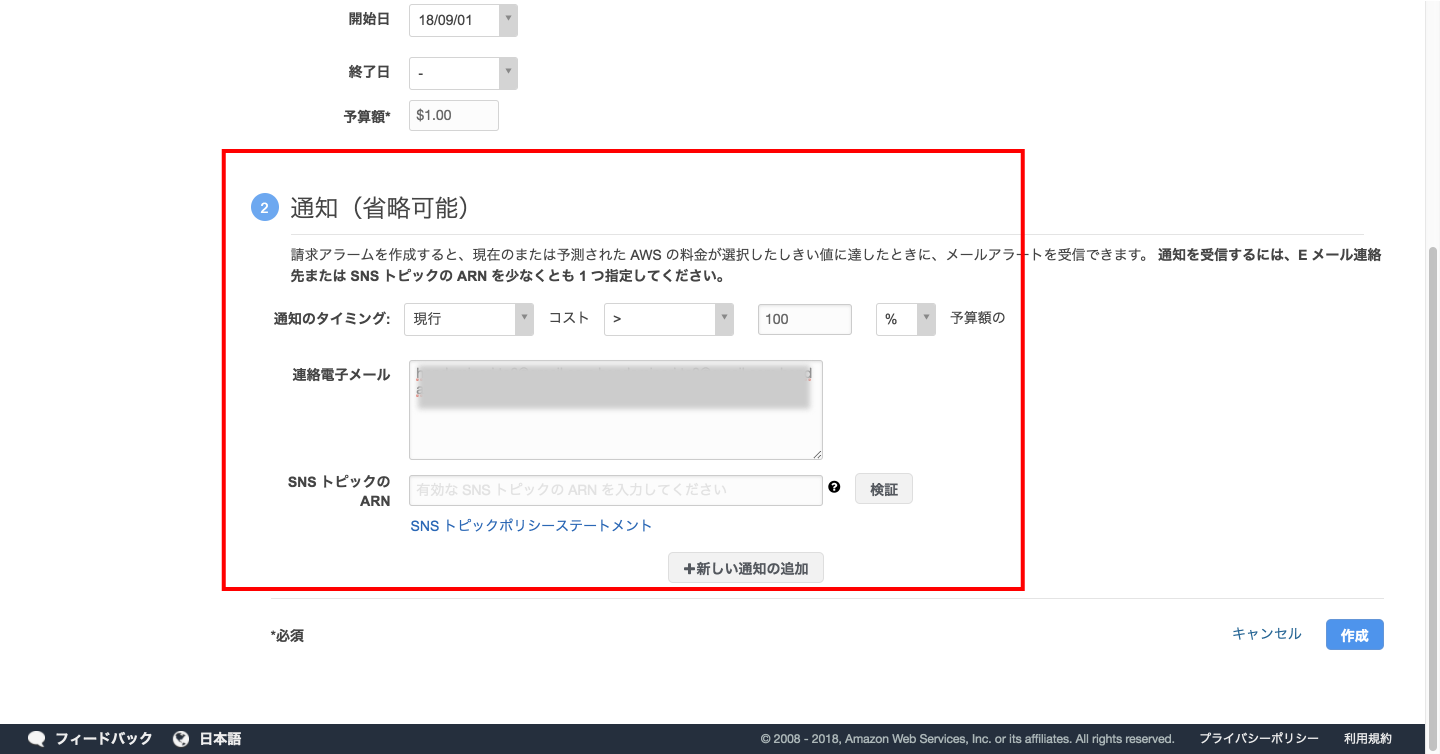 開始日 18/09/01
終了日 -
予算額* $1.00
2 通知（省略可能）
請求アラームを作成すると、現在のまたは予測された AWS の料金が選択したしきい値に達したときに、メールアラートを受信できます。 通知を受信するには、E メール連絡
先または SNS トピックの ARN を少なくとも 1 つ指定してください。
通知のタイミング: 現行 コスト > 100 % 予算額の
連絡電子メール
SNS トピックの
ARN
有効な SNS トピックの ARN を入力してください 検証
SNS トピックポリシーステートメント
+新しい通知の追加
*必須 キャンセル 作成
フィードバック 日本語 © 2008 - 2018, Amazon Web Services, Inc. or its affiliates. All rights reserved. プライバシーポリシー 利用規約